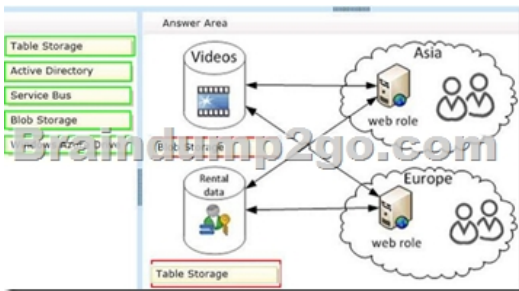 Answer Area
Table Storage
Active Directory
Service Bus
Blob Storage
Braindump2go.com
Videos
Asia
web role
Blob Storage
Rental
data
Europe
web role
Table Storage